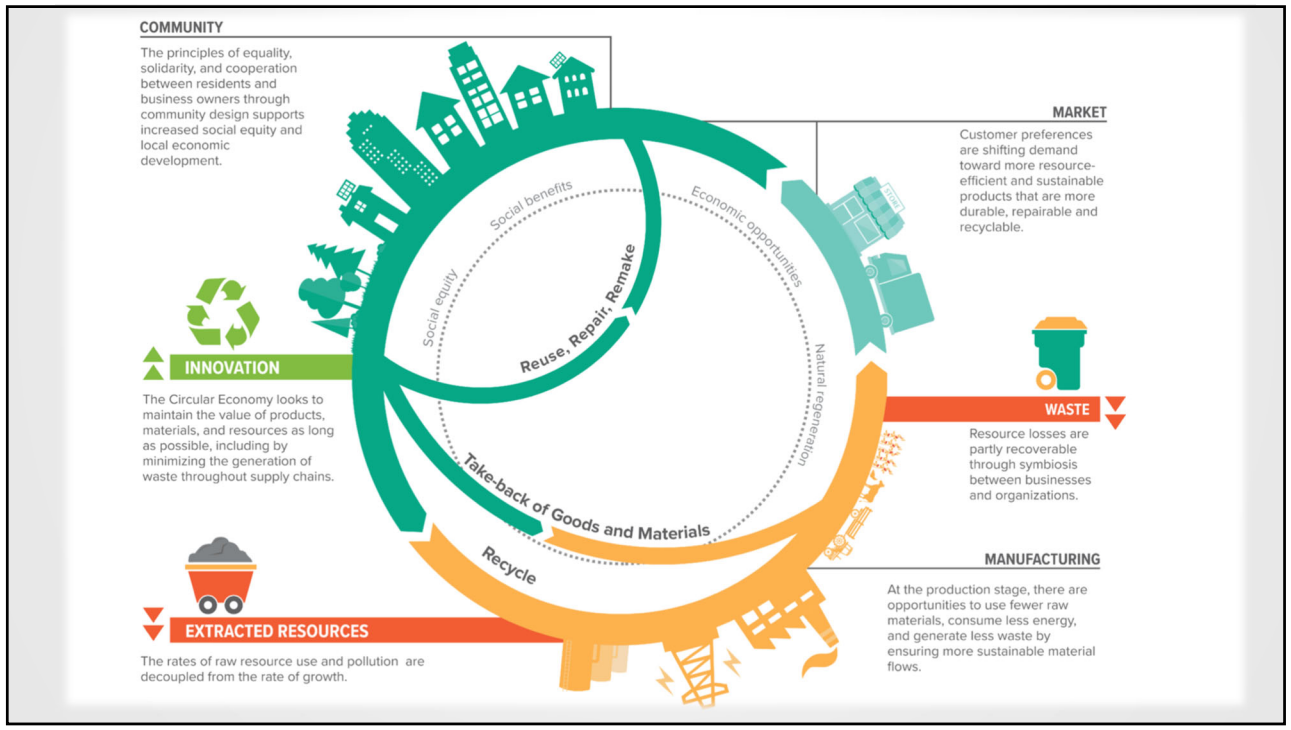 COMMUNITY
The principles of equality,
solidarity, and cooperation
between residents and
business owners through
community design supports
increased social equity and
local economic
development.
MARKET
Customer preferences
are shifting demand
toward more resource-
efficient and sustainable
products that are more
durable, repairable and
recyclable.
STORE
Social benefits
Economic opportunities
Social equity
Natural regeneration
Reuse, Repair, Remake
INNOVATION
The Circular Economy looks to
maintain the value of products,
materials, and resources as long
as possible, including by
minimizing the generation of
waste throughout supply chains.
WASTE
Resource losses are
partly recoverable
through symbiosis
between businesses
and organizations.
Take-back of Goods and Materials
Recycle
MANUFACTURING
At the production stage, there are
opportunities to use fewer raw
materials, consume less energy,
and generate less waste by
ensuring more sustainable material
flows.
EXTRACTED RESOURCES
The rates of raw resource use and pollution are
decoupled from the rate of growth.